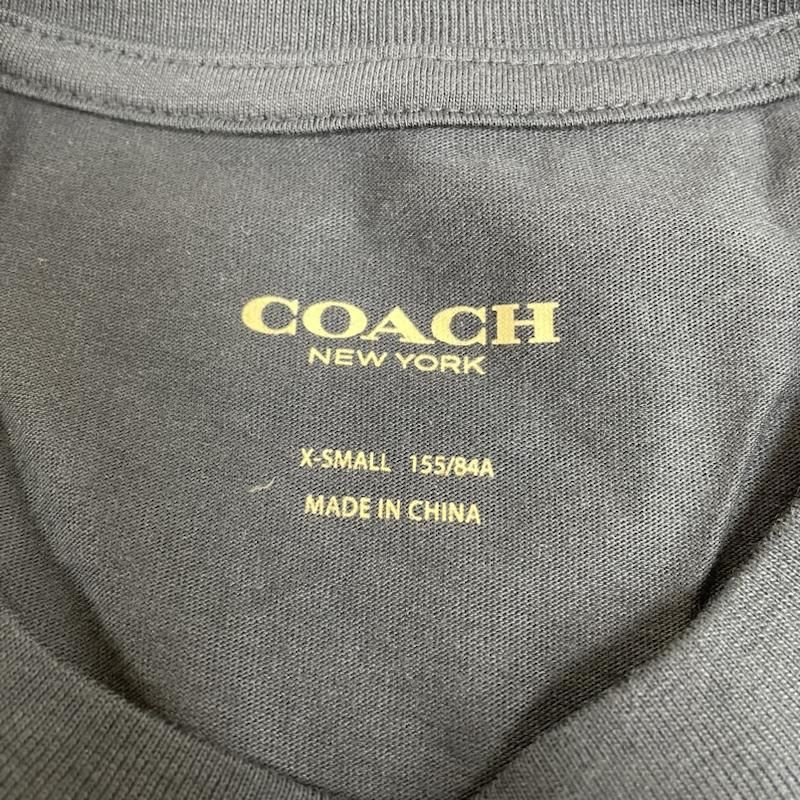 COACH
NEW YORK
X-SMALL 155/84A
MADE IN CHINA